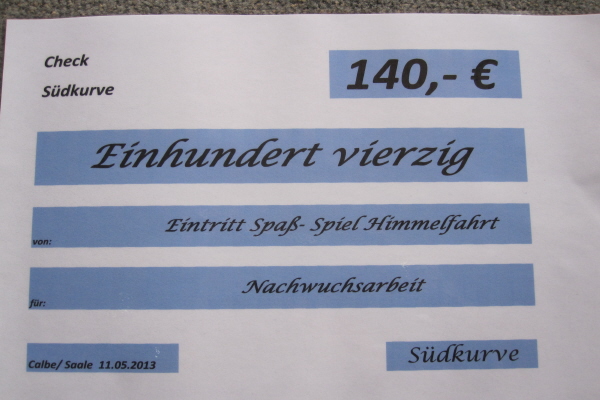 Check
Südkurve
140,- €
Einhundert vierzig
von: Eintritt Spaß- Spiel Himmelfahrt
für: Nachwuchsarbeit
Calbe/ Saale 11.05.2013
Südkurve